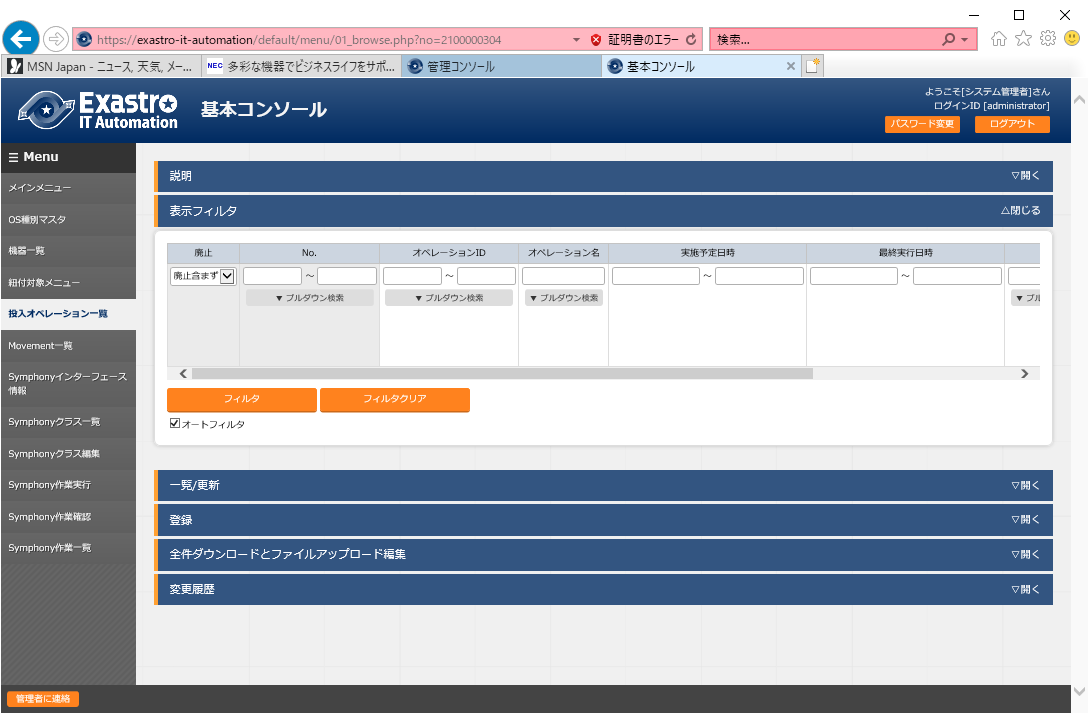 https://exastro-it-automation/default/menu/01_browse.php?no=2100000304
証明書のエラー
検索...
MSN Japan - ニュース, 天気, メー...
NEC 多彩な機器でビジネスライフをサポ...
管理コンソール
基本コンソール
Exastro
IT Automation
基本コンソール
ようこそ[システム管理者]さん
ログインID [administrator]
パスワード変更
ログアウト
☰ Menu
メインメニュー
OS種別マスタ
機器一覧
紐付対象メニュー
投入オペレーション一覧
Movement一覧
Symphonyインターフェース
情報
Symphonyクラス一覧
Symphonyクラス編集
Symphony作業実行
Symphony作業確認
Symphony作業一覧
説明
▽開く
表示フィルタ
△閉じる
廃止
No.
オペレーションID
オペレーション名
実施予定日時
最終実行日時
廃止含まず
～
～
～
～
▼ プルダウン検索
▼ プルダウン検索
▼ プルダウン検索
▼ プル
フィルタ
フィルタクリア
オートフィルタ
一覧/更新
▽開く
登録
▽開く
全件ダウンロードとファイルアップロード編集
▽開く
変更履歴
▽開く
管理者に連絡